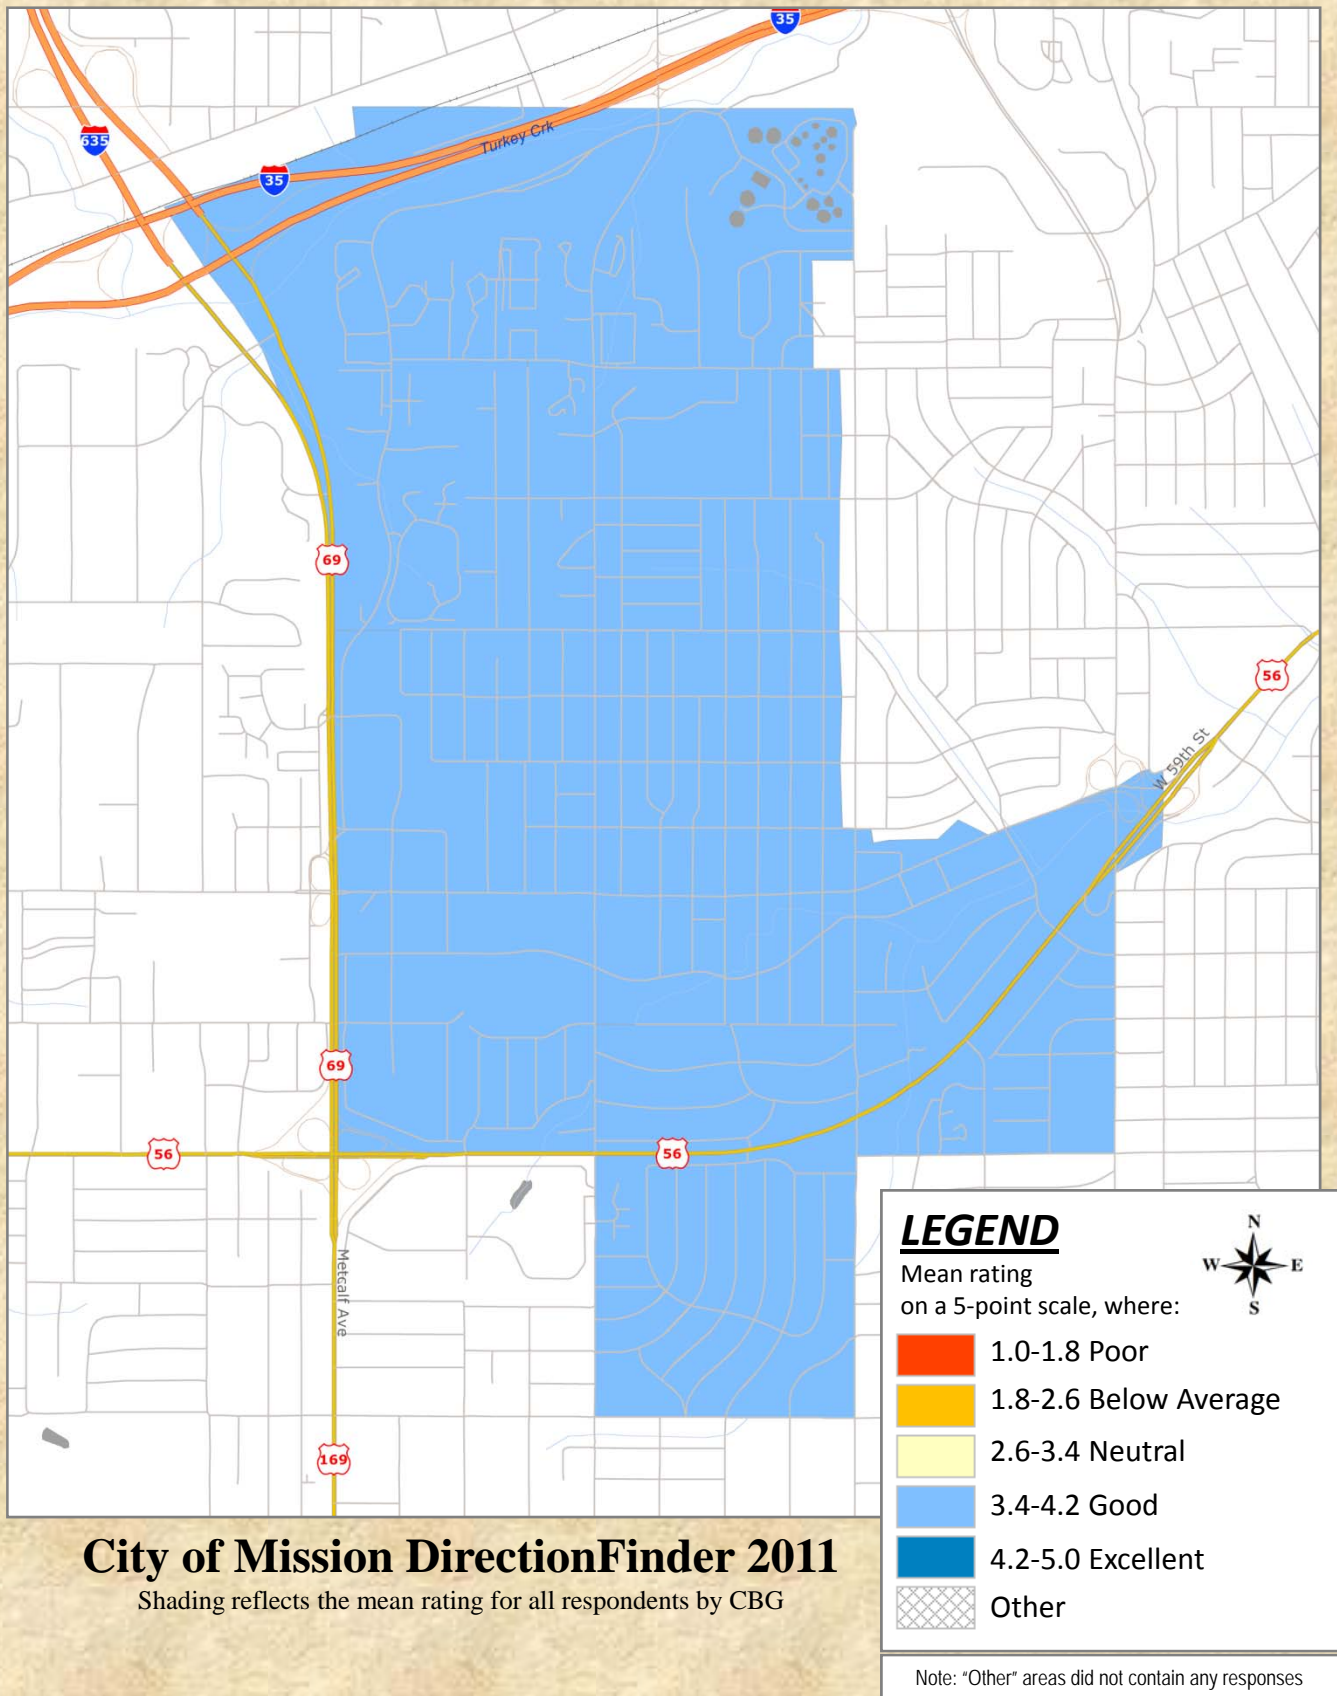 35
Turkey Crk
635
35
69
56
W 59th St
69
56
56
Metcalf Ave
169
LEGEND
N
W E
S
Mean rating
on a 5-point scale, where:
1.0-1.8 Poor
1.8-2.6 Below Average
2.6-3.4 Neutral
3.4-4.2 Good
4.2-5.0 Excellent
Other
City of Mission DirectionFinder 2011
Shading reflects the mean rating for all respondents by CBG
Note: “Other” areas did not contain any responses